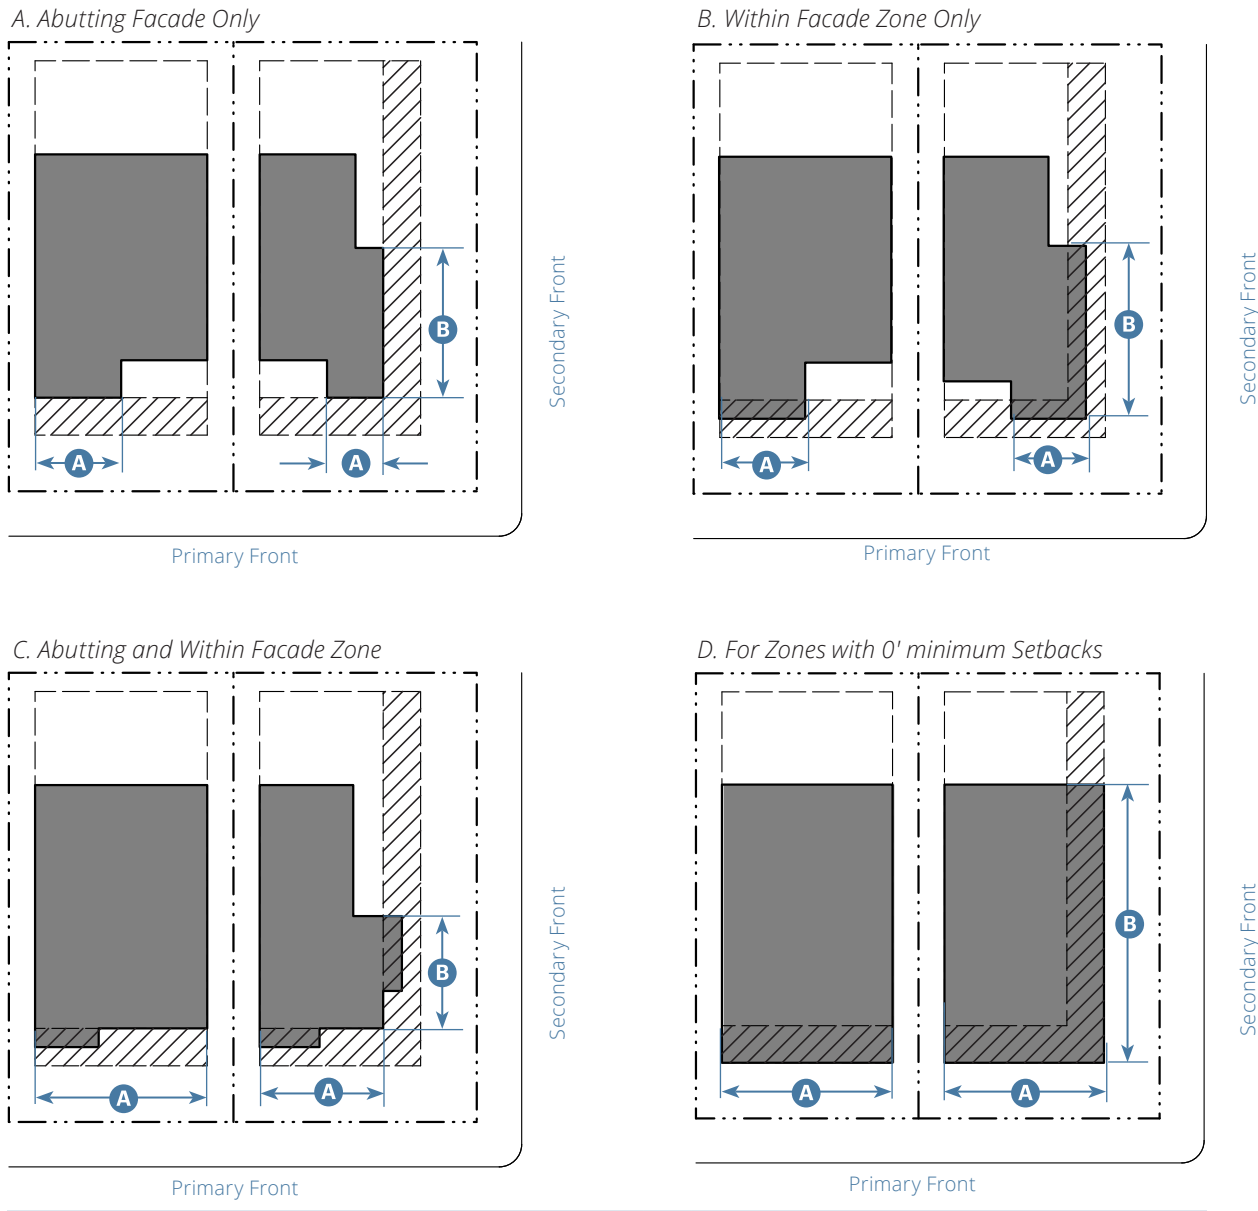 A. Abutting Facade Only
B
A
A
Secondary Front
Primary Front
B. Within Facade Zone Only
B
A
A
Secondary Front
Primary Front
C. Abutting and Within Facade Zone
B
A
A
Secondary Front
Primary Front
D. For Zones with 0' minimum Setbacks
B
A
A
Secondary Front
Primary Front